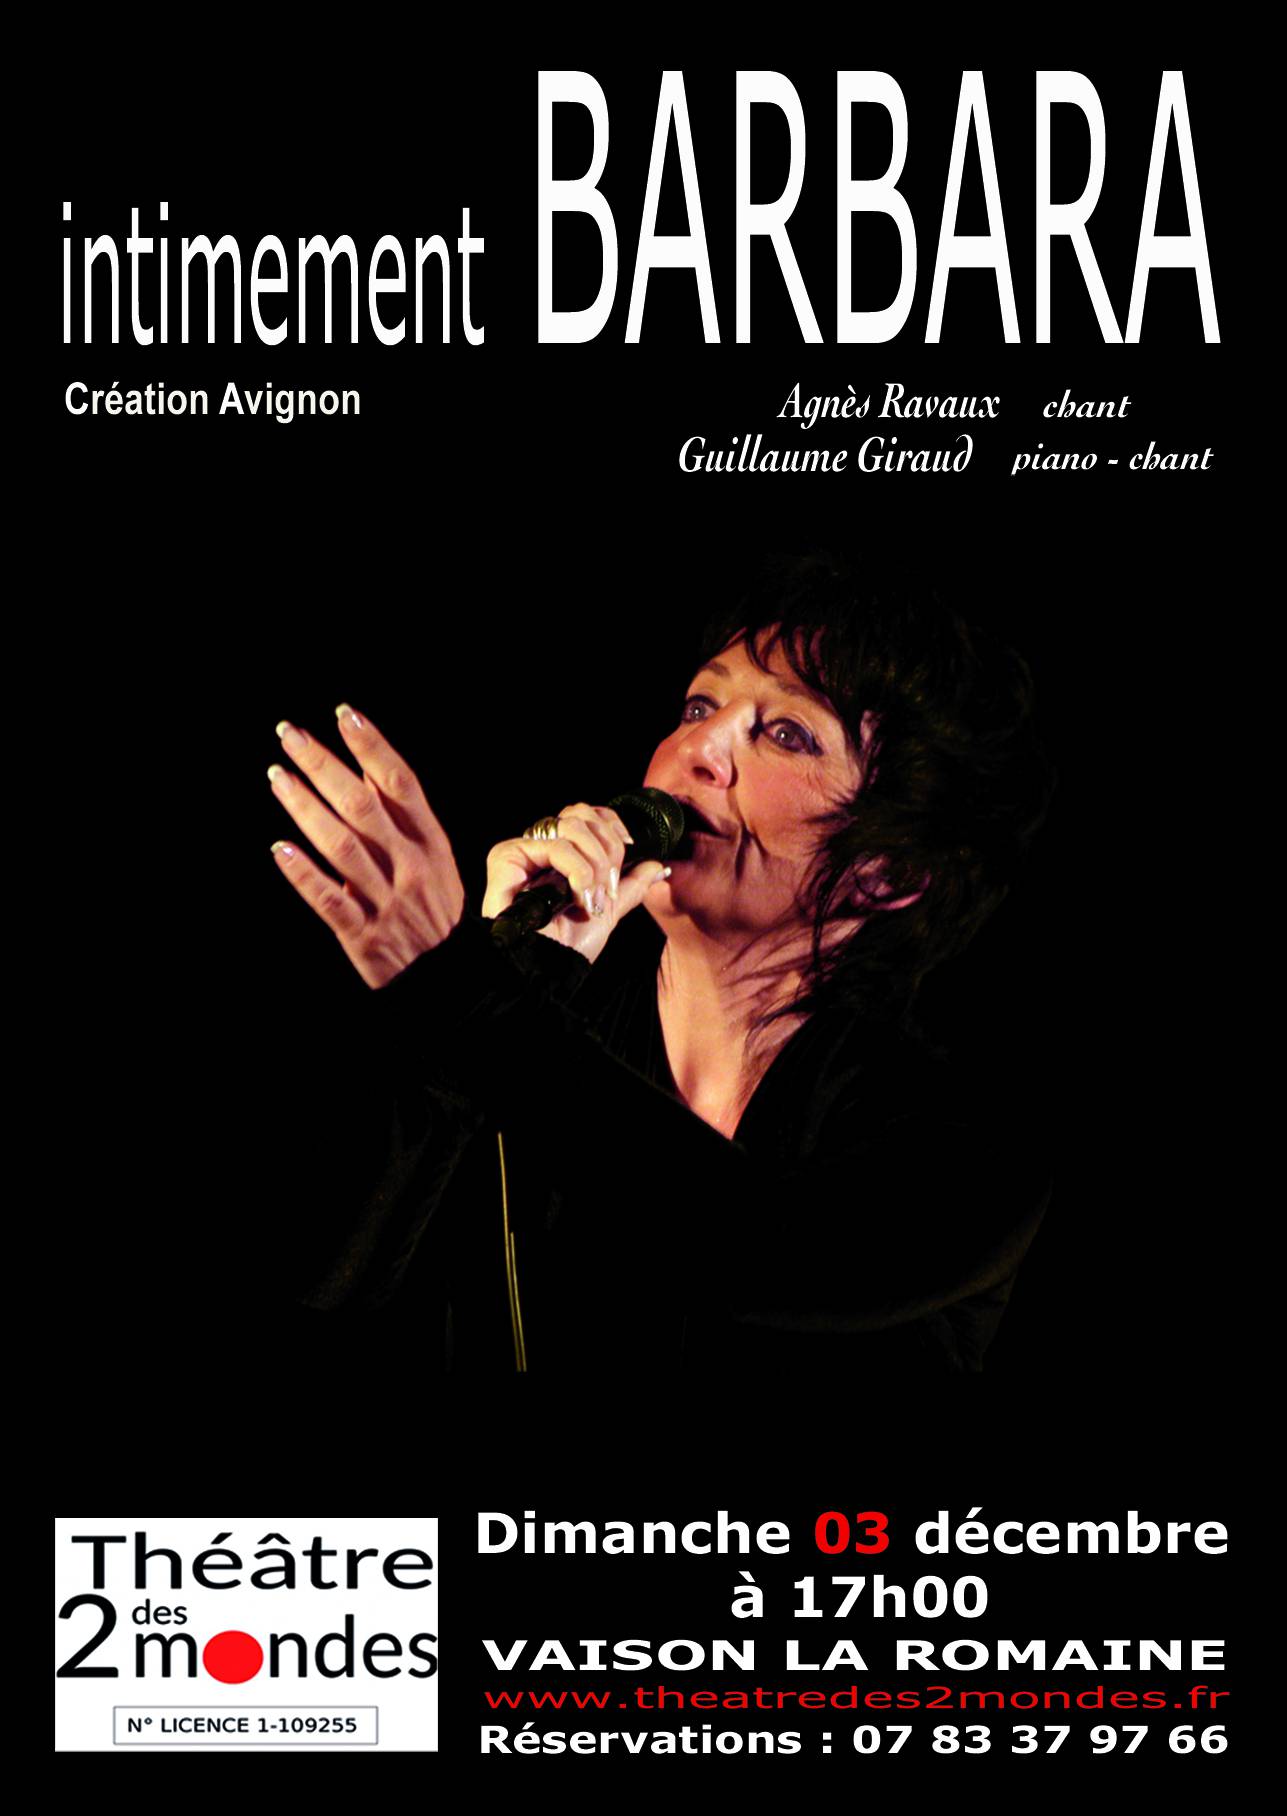 intimement BARBARA
Création Avignon
Agnès Ravaux chant
Guillaume Giraud piano - chant
Théâtre
2 des
mondes
N° LICENCE 1-109255
Dimanche 03 décembre
à 17h00
VAISON LA ROMAINE
www.theatredes2mondes.fr
Réservations : 07 83 37 97 66